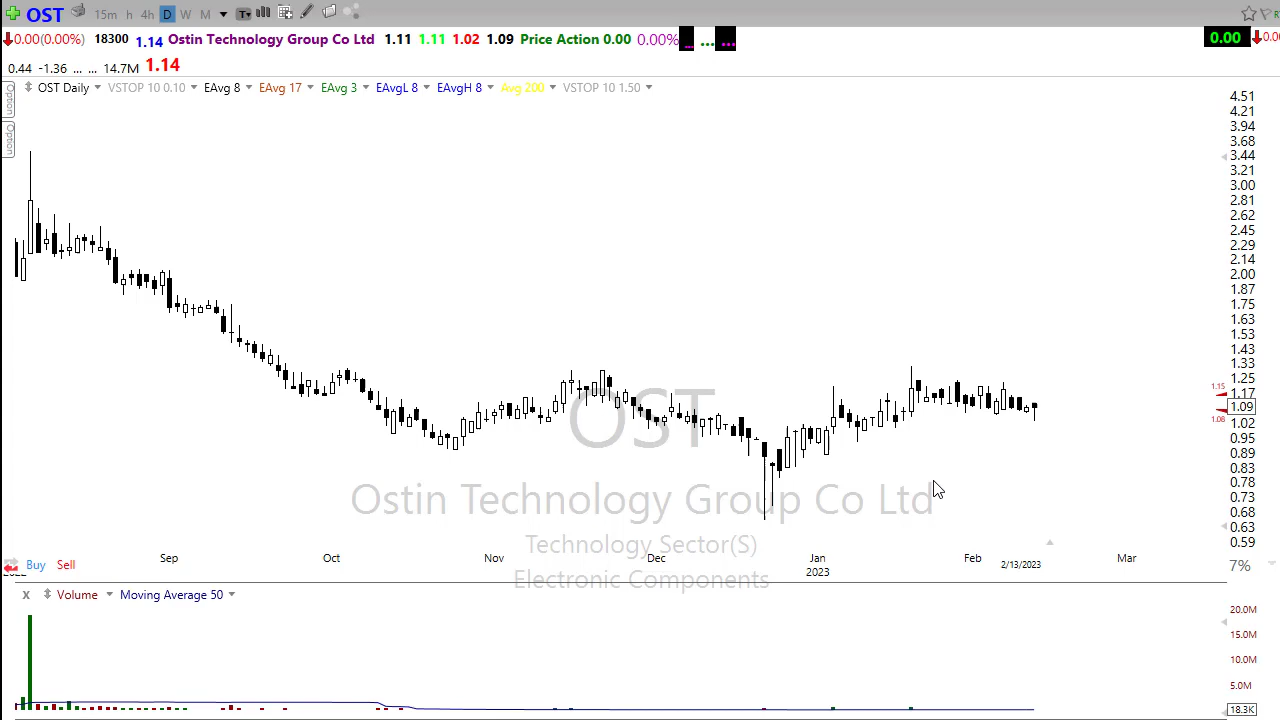 OST 15m h 4h D W M T
0.00(0.00%) 18300 1.14 Ostin Technology Group Co Ltd 1.11 1.11 1.02 1.09 Price Action 0.00 0.00% ... ... ... 0.00
0.44 -1.36 ... ... 14.7M 1.14
Option OST Daily VSTOP 10 0.10 EAvg 8 EAvg 17 EAvg 3 EAvgL 8 EAvgH 8 Avg 200 VSTOP 10 1.50
Option
4.51
4.21
3.94
3.68
3.44
3.21
3.00
2.81
2.62
2.45
2.29
2.14
2.00
1.87
1.75
1.63
1.53
1.43
1.33
1.25
1.15
1.17
1.09
1.08
1.02
0.95
0.89
0.83
0.78
0.73
0.68
0.63
0.59
OST
Ostin Technology Group Co Ltd
Technology Sector(S)
Electronic Components
Sep Oct Nov Dec Jan Feb Mar
2023 2/13/2023
Buy Sell 7%
X Volume Moving Average 50
20.0M
15.0M
10.0M
5.0M
18.3K